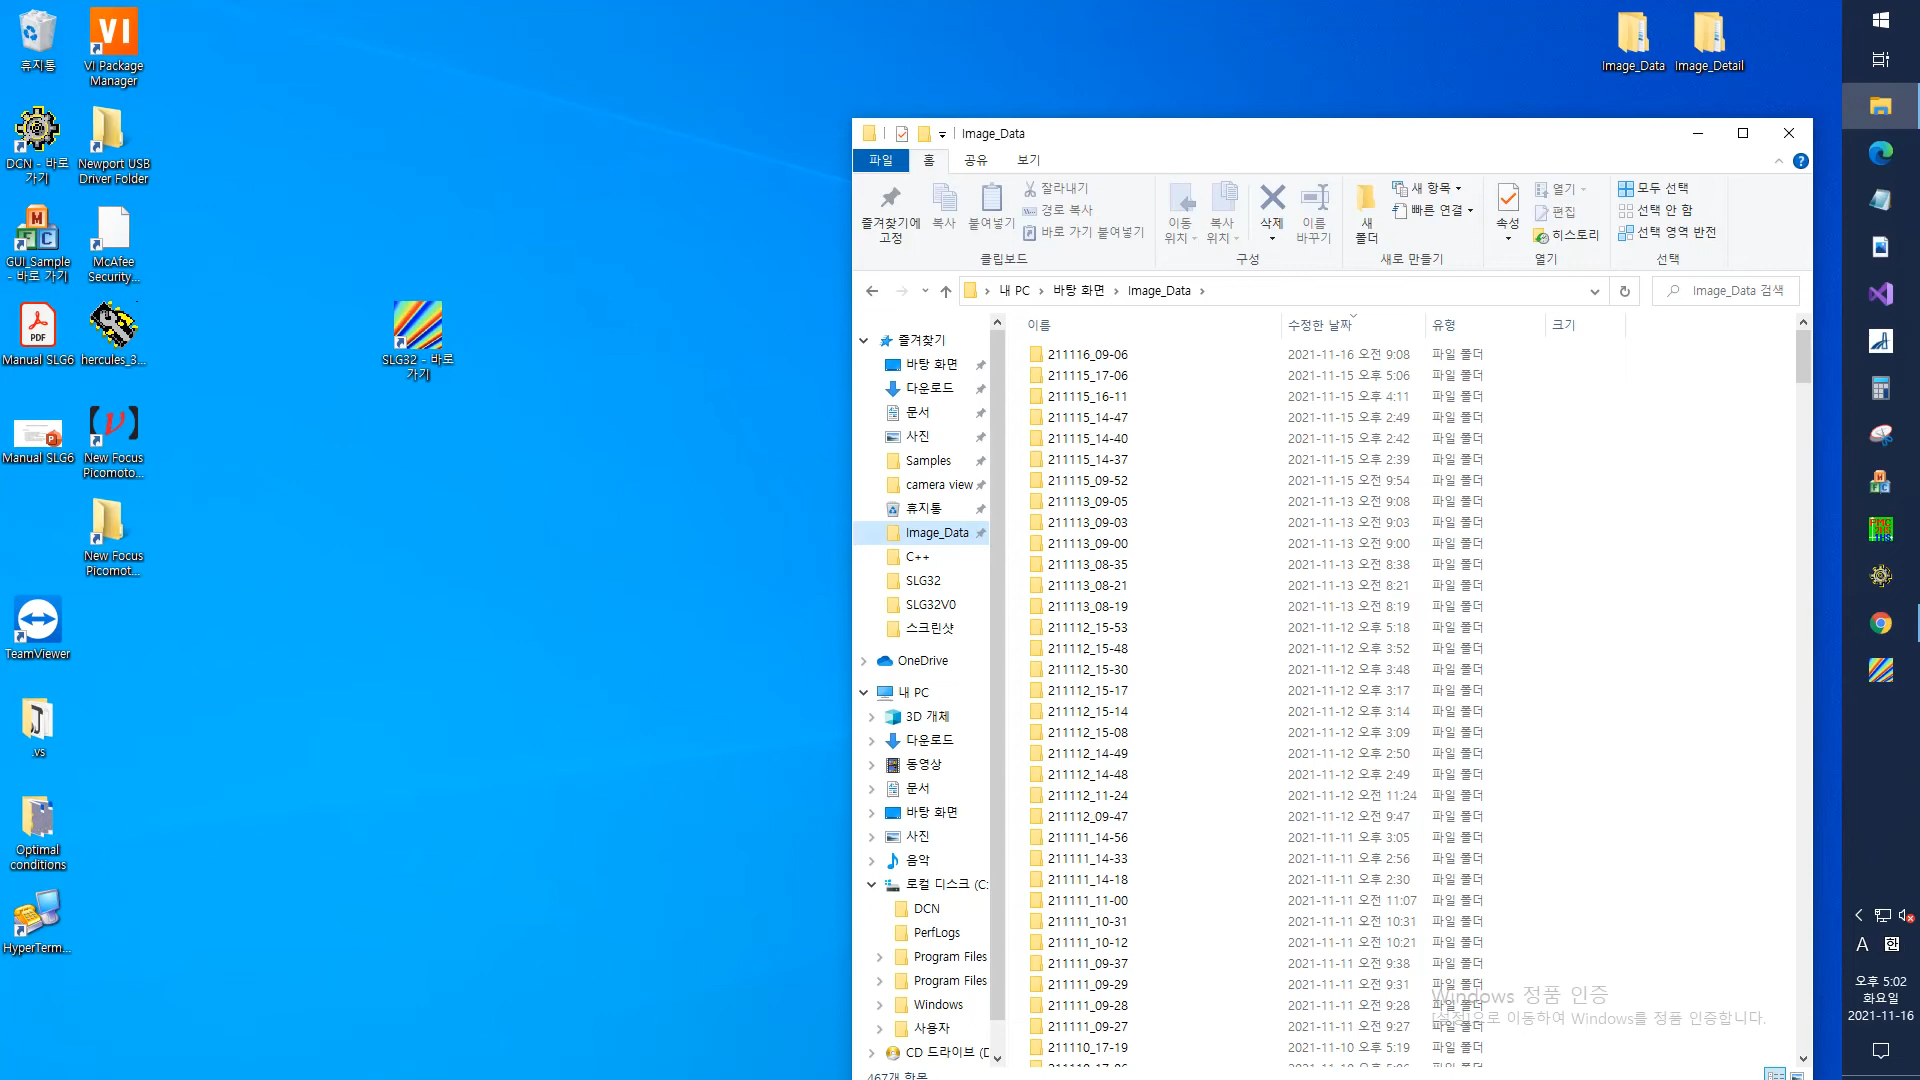 휴지통
VI Package
Manager
DCN - 바로
가기
Newport USB
Driver Folder
GUI_Sample
- 바로 가기
McAfee
Security...
Manual SLG6
hercules_3...
Manual SLG6
New Focus
Picomoto...
New Focus
Picomot...
TeamViewer
.vs
Optimal
conditions
HyperTerm...
SLG32 - 바로
가기
Image_Data
Image_Detail
Image_Data
파일
홈
공유
보기
즐겨찾기에
고정
복사
붙여넣기
잘라내기
경로 복사
바로 가기 붙여넣기
클립보드
이동
위치
복사
위치
삭제
이름
바꾸기
구성
새
폴더
새 항목
빠른 연결
새로 만들기
속성
열기
편집
히스토리
열기
모두 선택
선택 안 함
선택 영역 반전
선택
내 PC
바탕 화면
Image_Data
Image_Data 검색
즐겨찾기
바탕 화면
다운로드
문서
사진
Samples
camera view
휴지통
Image_Data
C++
SLG32
SLG32V0
스크린샷
OneDrive
내 PC
3D 개체
다운로드
동영상
문서
바탕 화면
사진
음악
로컬 디스크 (C:
DCN
PerfLogs
Program Files
Program Files
Windows
사용자
CD 드라이브 (D
467개 항목
이름 수정한 날짜 유형 크기
211116_09-06 2021-11-16 오전 9:08 파일 폴더
211115_17-06 2021-11-15 오후 5:06 파일 폴더
211115_16-11 2021-11-15 오후 4:11 파일 폴더
211115_14-47 2021-11-15 오후 2:49 파일 폴더
211115_14-40 2021-11-15 오후 2:42 파일 폴더
211115_14-37 2021-11-15 오후 2:39 파일 폴더
211115_09-52 2021-11-15 오전 9:54 파일 폴더
211113_09-05 2021-11-13 오전 9:08 파일 폴더
211113_09-03 2021-11-13 오전 9:03 파일 폴더
211113_09-00 2021-11-13 오전 9:00 파일 폴더
211113_08-35 2021-11-13 오전 8:38 파일 폴더
211113_08-21 2021-11-13 오전 8:21 파일 폴더
211113_08-19 2021-11-13 오전 8:19 파일 폴더
211112_15-53 2021-11-12 오후 5:18 파일 폴더
211112_15-48 2021-11-12 오후 3:52 파일 폴더
211112_15-30 2021-11-12 오후 3:48 파일 폴더
211112_15-17 2021-11-12 오후 3:17 파일 폴더
211112_15-14 2021-11-12 오후 3:14 파일 폴더
211112_15-08 2021-11-12 오후 3:09 파일 폴더
211112_14-49 2021-11-12 오후 2:50 파일 폴더
211112_14-48 2021-11-12 오후 2:49 파일 폴더
211112_11-24 2021-11-12 오전 11:24 파일 폴더
211112_09-47 2021-11-12 오전 9:47 파일 폴더
211111_14-56 2021-11-11 오후 3:05 파일 폴더
211111_14-33 2021-11-11 오후 2:56 파일 폴더
211111_14-18 2021-11-11 오후 2:30 파일 폴더
211111_11-00 2021-11-11 오전 11:07 파일 폴더
211111_10-31 2021-11-11 오전 10:31 파일 폴더
211111_10-12 2021-11-11 오전 10:21 파일 폴더
211111_09-37 2021-11-11 오전 9:38 파일 폴더
211111_09-29 2021-11-11 오전 9:31 파일 폴더
211111_09-28 2021-11-11 오전 9:28 파일 폴더
211111_09-27 2021-11-11 오전 9:27 파일 폴더
211110_17-19 2021-11-10 오후 5:19 파일 폴더
Windows 정품 인증
[설정]으로 이동하여 Windows를 정품 인증합니다.
A 한
오후 5:02
화요일
2021-11-16